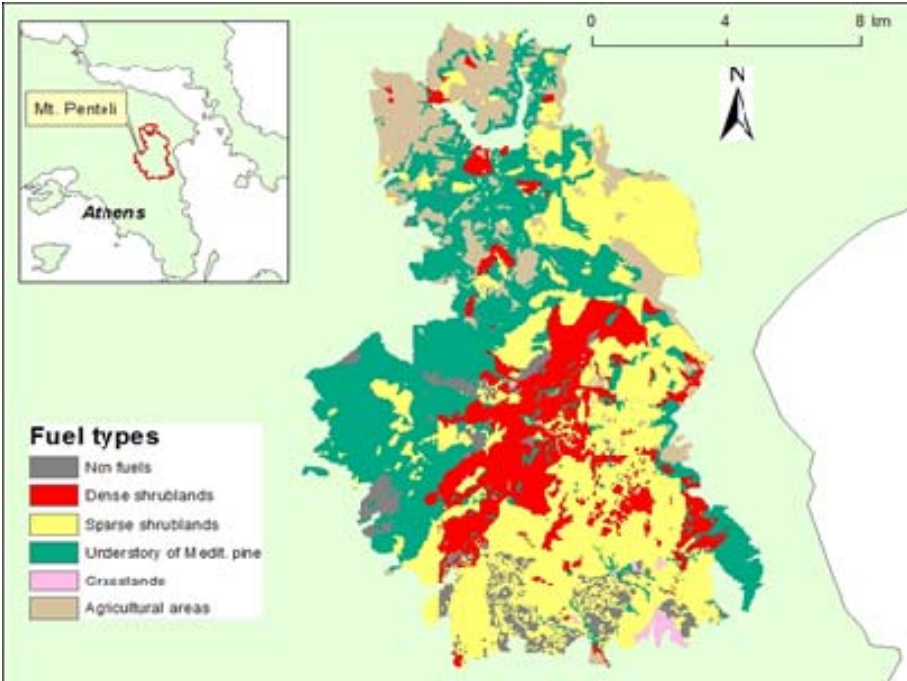 0 4 8 km
N
Mt. Penteli
Athens
Fuel types
Non fuels
Dense shrublands
Sparse shrublands
Understory of Medit. pine
Grasslands
Agricultural areas